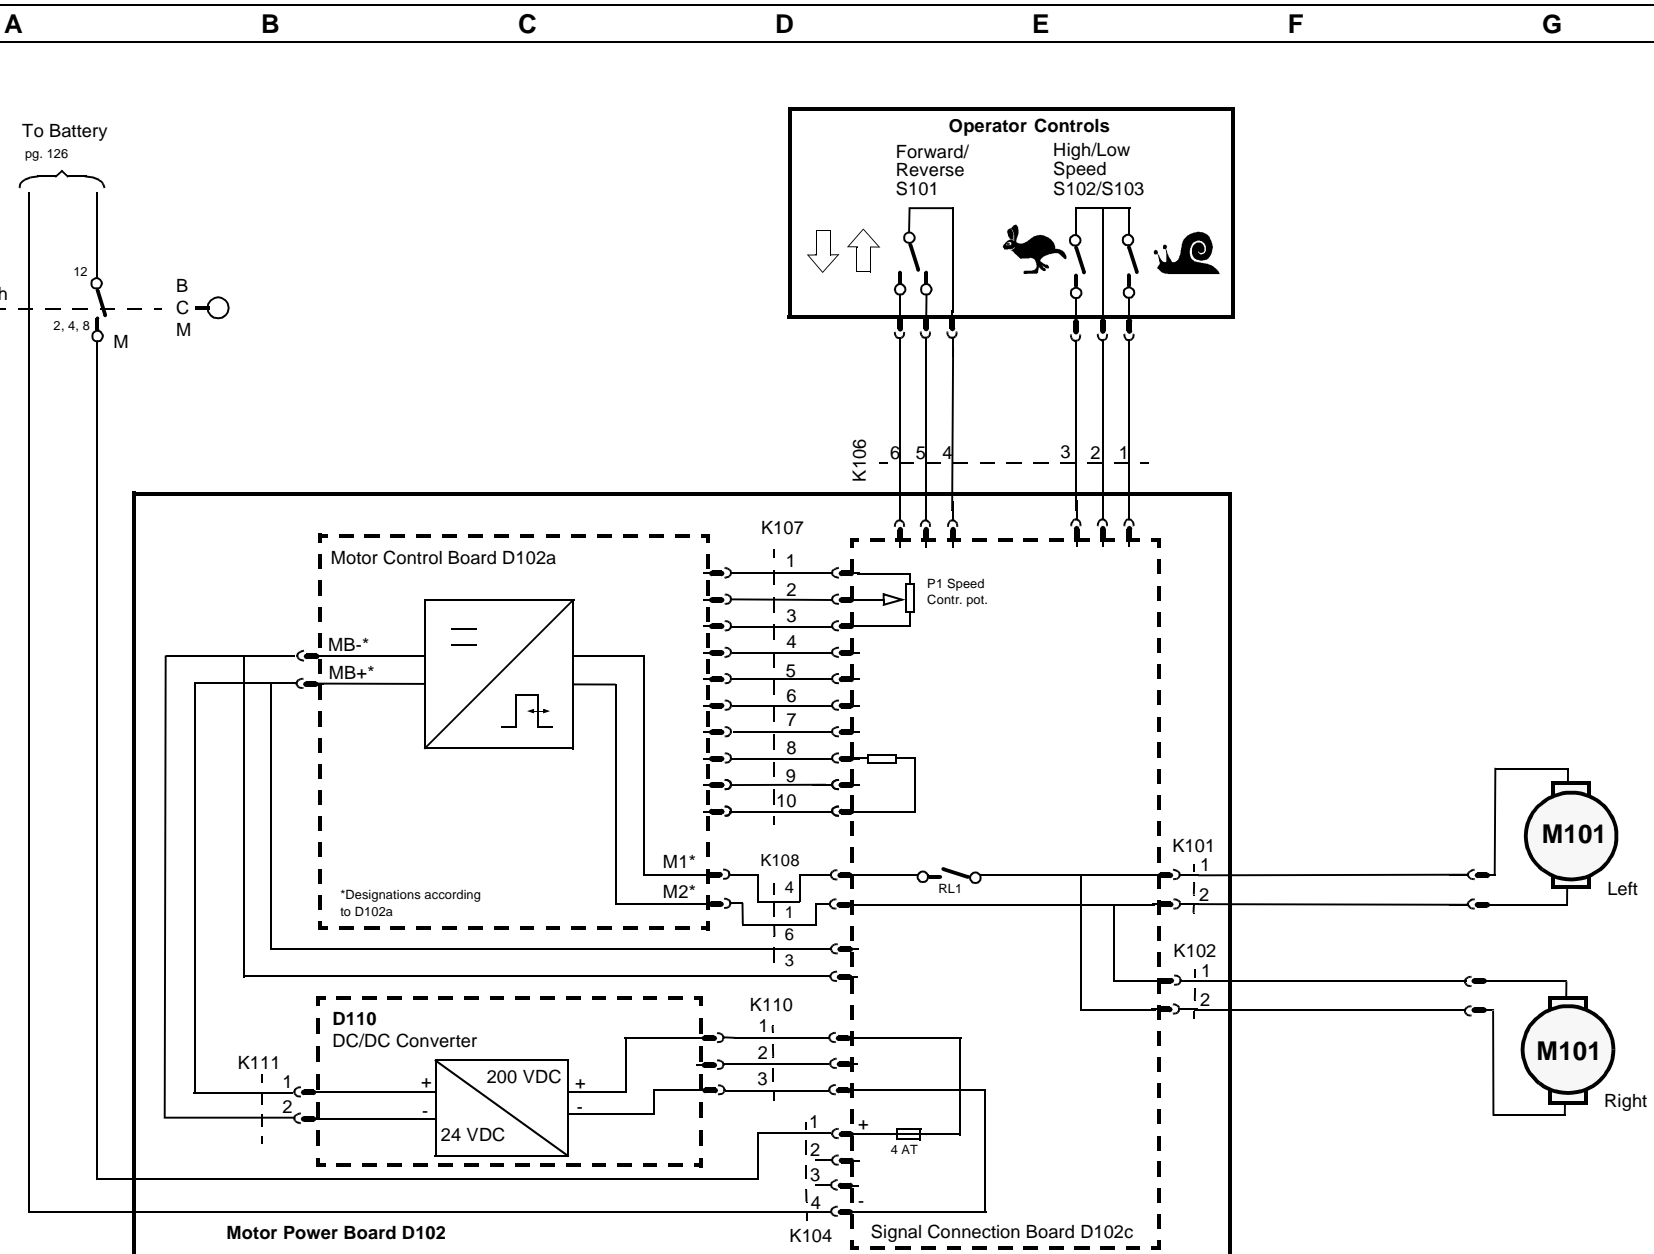 A B C D E F G
To Battery
pg. 126
Operator Controls
Forward/
Reverse
S101
High/Low
Speed
S102/S103
12
h
2, 4, 8
M
B
C
M
K106
6 5 4 3 2 1
K107
Motor Control Board D102a
1
2
3
4
5
6
7
8
9
10
P1 Speed
Contr. pot.
MB-*
MB+*
M1*
M2*
*Designations according
to D102a
K108
4
1
6
3
RL1
K101
1
2
K102
1
2
M101
Left
M101
Right
D110
DC/DC Converter
K111
1
2
+
-
200 VDC
24 VDC
+
-
K110
1
2
3
1
2
3
4
K104
+
4 AT
-
Motor Power Board D102
Signal Connection Board D102c